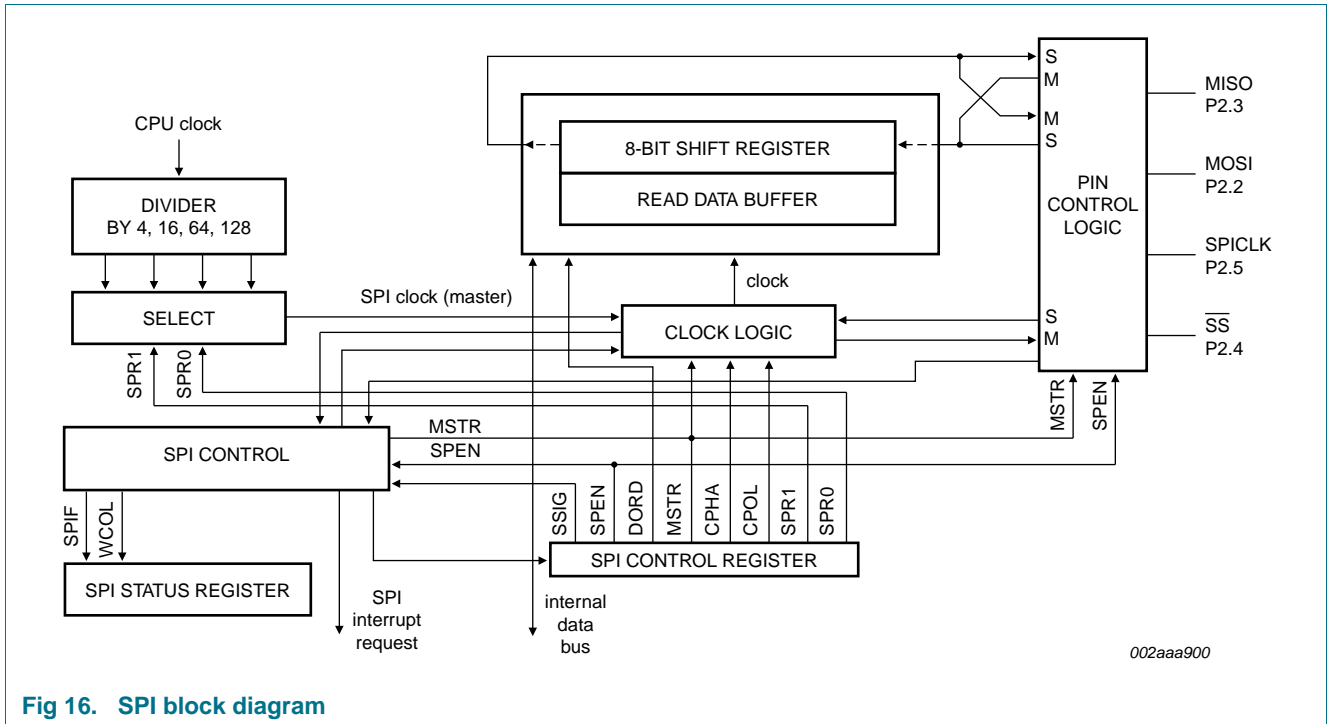 CPU clock
DIVIDER
BY 4, 16, 64, 128
SELECT
SPR1
SPR0
SPI clock (master)
8-BIT SHIFT REGISTER
READ DATA BUFFER
clock
CLOCK LOGIC
S
M
M
S
PIN
CONTROL
LOGIC
S
M
MISO
P2.3
MOSI
P2.2
SPICLK
P2.5
SS
P2.4
MSTR
SPEN
SPI CONTROL
MSTR
SPEN
SPIF
WCOL
SSIG
SPEN
DORD
MSTR
CPHA
CPOL
SPR1
SPR0
SPI CONTROL REGISTER
SPI STATUS REGISTER
SPI
interrupt
request
internal
data
bus
002aaa900
Fig 16. SPI block diagram